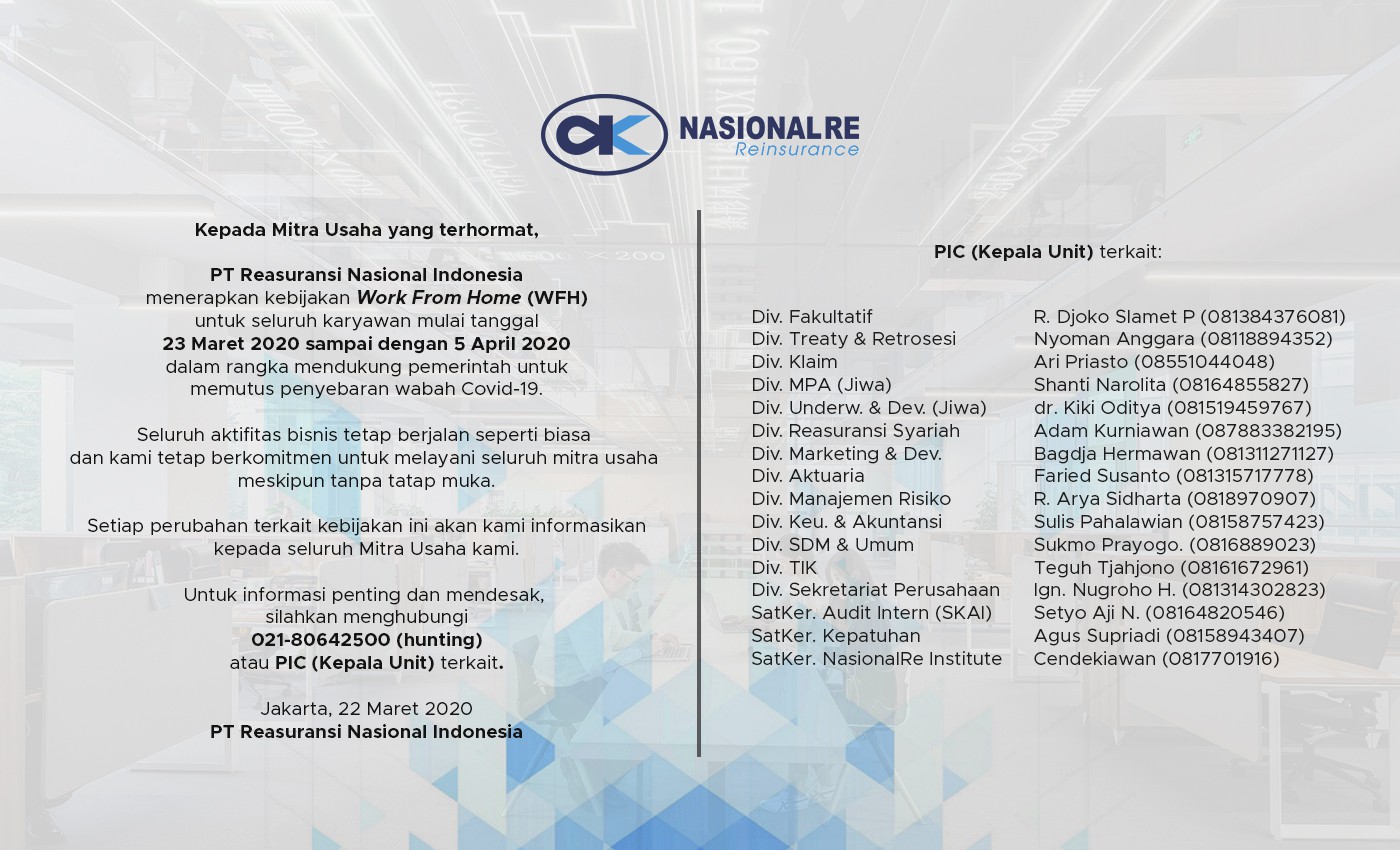 NASIONALRE
Reinsurance
Kepada Mitra Usaha yang terhormat,
PT Reasuransi Nasional Indonesia
menerapkan kebijakan Work From Home (WFH)
untuk seluruh karyawan mulai tanggal
23 Maret 2020 sampai dengan 5 April 2020
dalam rangka mendukung pemerintah untuk
memutus penyebaran wabah Covid-19.
Seluruh aktifitas bisnis tetap berjalan seperti biasa
dan kami tetap berkomitmen untuk melayani seluruh mitra usaha
meskipun tanpa tatap muka.
Setiap perubahan terkait kebijakan ini akan kami informasikan
kepada seluruh Mitra Usaha kami.
Untuk informasi penting dan mendesak,
silahkan menghubungi
021-80642500 (hunting)
atau PIC (Kepala Unit) terkait.
Jakarta, 22 Maret 2020
PT Reasuransi Nasional Indonesia
PIC (Kepala Unit) terkait:
Div. Fakultatif R. Djoko Slamet P (081384376081)
Div. Treaty & Retrosesi Nyoman Anggara (08118894352)
Div. Klaim Ari Priasto (08551044048)
Div. MPA (Jiwa) Shanti Narolita (08164855827)
Div. Underw. & Dev. (Jiwa) dr. Kiki Oditya (081519459767)
Div. Reasuransi Syariah Adam Kurniawan (087883382195)
Div. Marketing & Dev. Bagdja Hermawan (081311271127)
Div. Aktuaria Faried Susanto (081315717778)
Div. Manajemen Risiko R. Arya Sidharta (0818970907)
Div. Keu. & Akuntansi Sulis Pahalawian (08158757423)
Div. SDM & Umum Sukmo Prayogo. (0816889023)
Div. TIK Teguh Tjahjono (08161672961)
Div. Sekretariat Perusahaan Ign. Nugroho H. (081314302823)
SatKer. Audit Intern (SKAI) Setyo Aji N. (08164820546)
SatKer. Kepatuhan Agus Supriadi (08158943407)
SatKer. NasionalRe Institute Cendekiawan (0817701916)